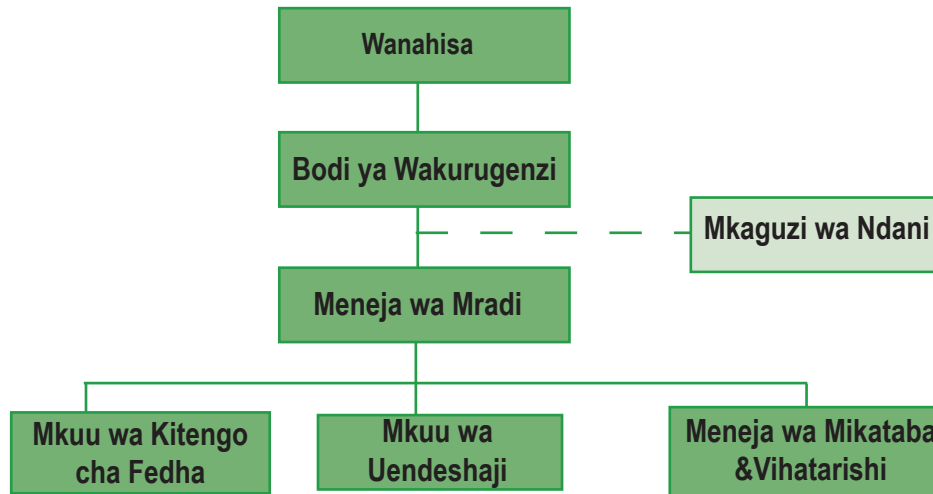 Wanahisa
Bodi ya Wakurugenzi
Mkaguzi wa Ndani
Meneja wa Mradi
Mkuu wa Kitengo
cha Fedha
Mkuu wa
Uendeshaji
Meneja wa Mikataba
&Vihatarishi